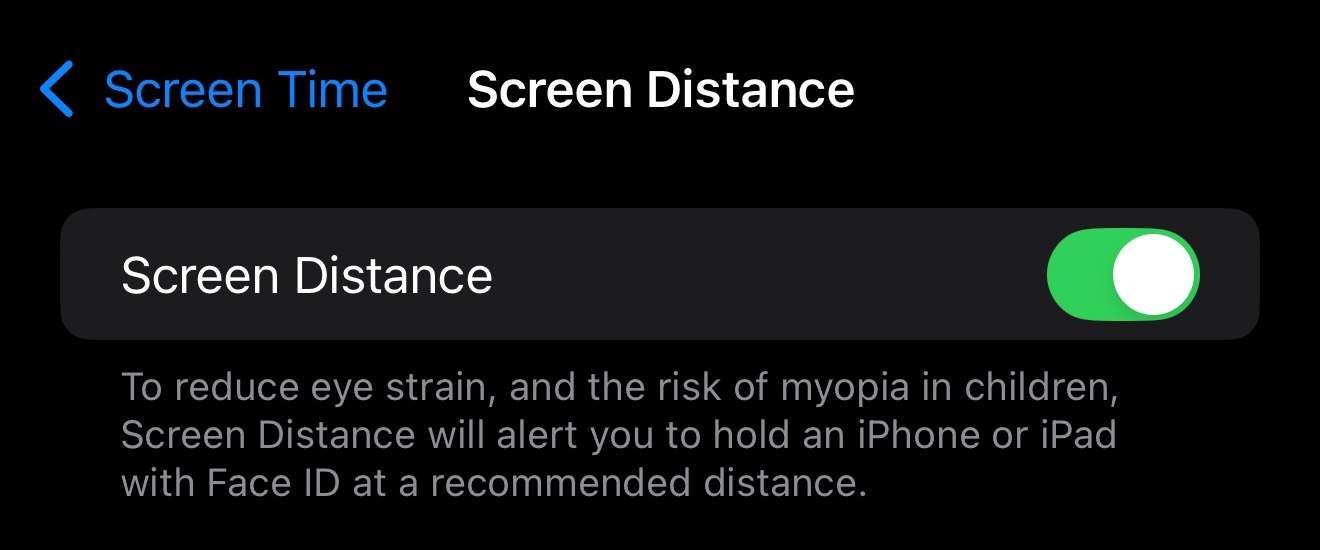 Screen Time Screen Distance
Screen Distance
To reduce eye strain, and the risk of myopia in children,
Screen Distance will alert you to hold an iPhone or iPad
with Face ID at a recommended distance.